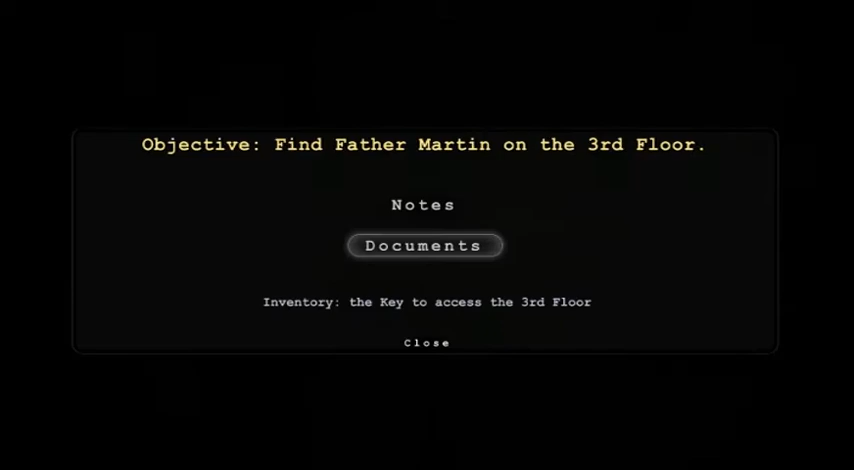 Objective: Find Father Martin on the 3rd Floor.
Notes
Documents
Inventory: the Key to access the 3rd Floor
Close